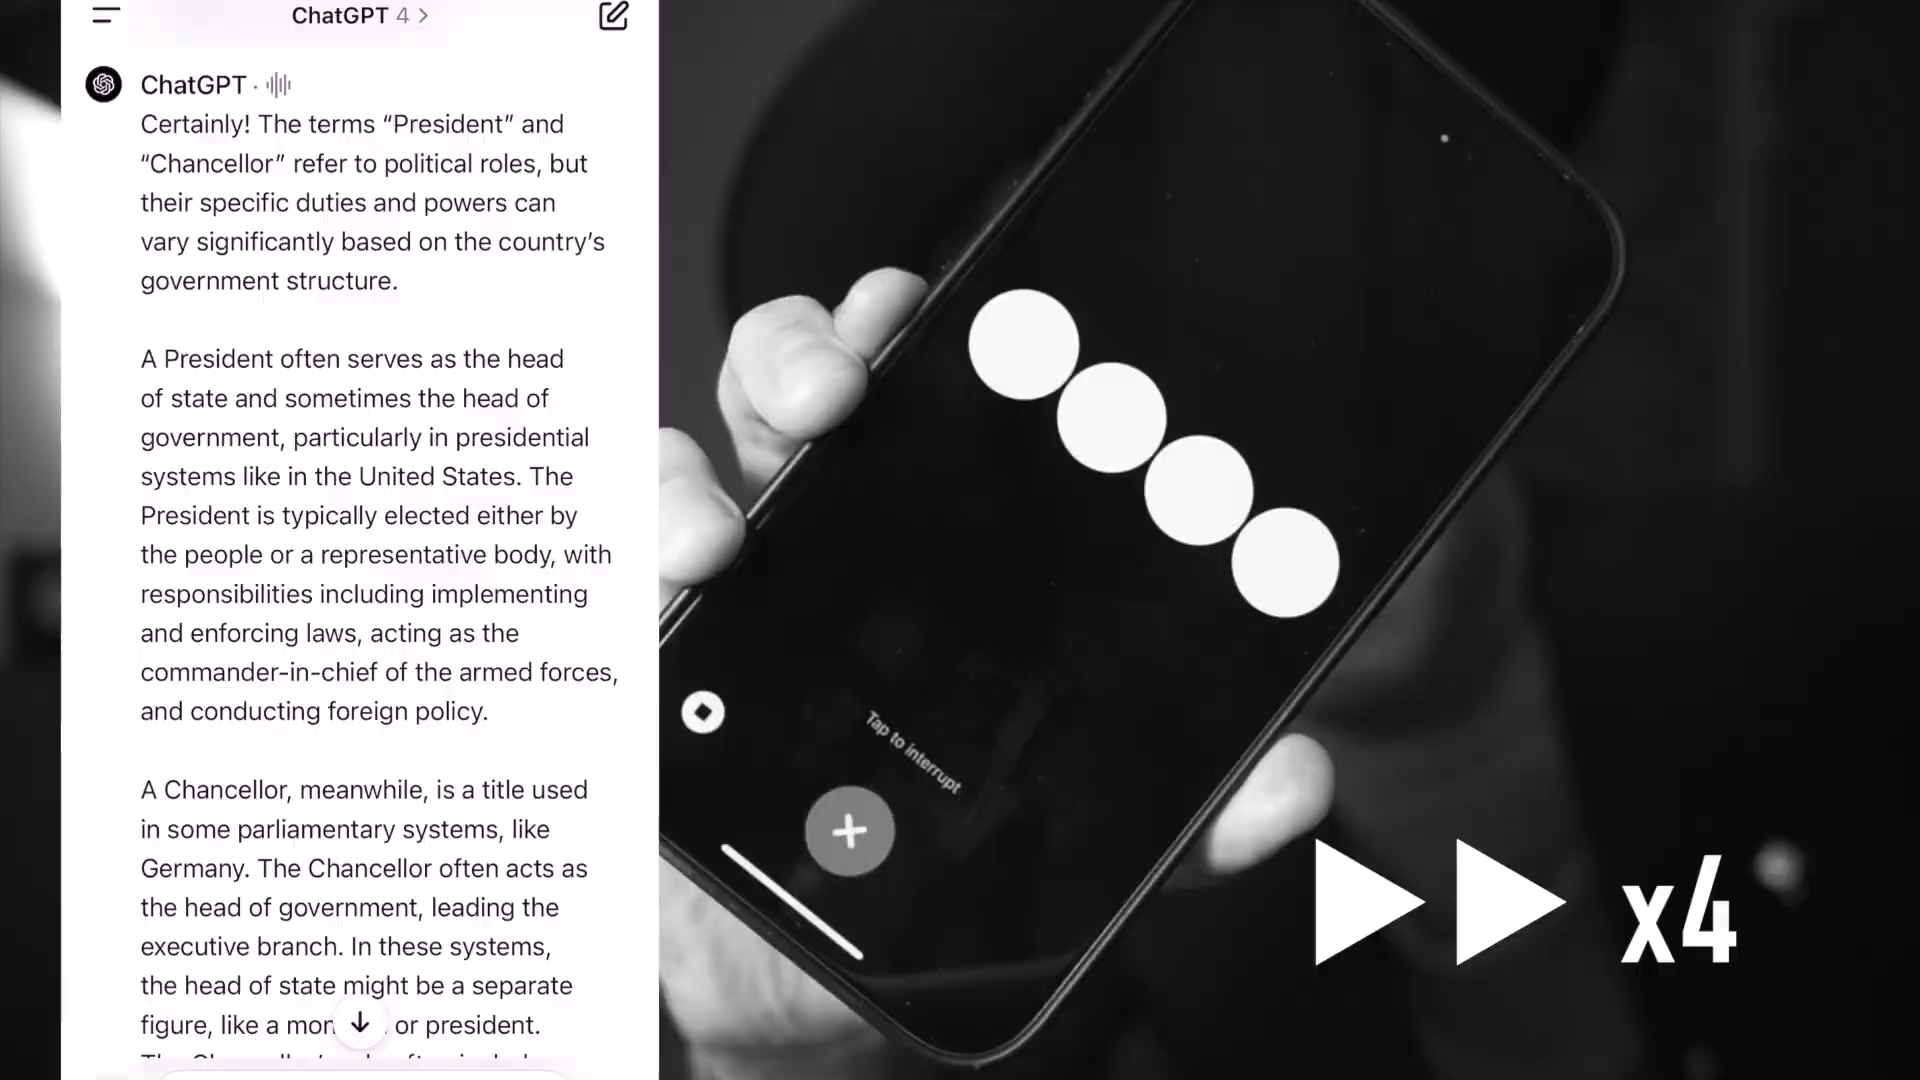 ChatGPT 4 >
ChatGPT
Certainly! The terms “President” and
“Chancellor” refer to political roles, but
their specific duties and powers can
vary significantly based on the country’s
government structure.
A President often serves as the head
of state and sometimes the head of
government, particularly in presidential
systems like in the United States. The
President is typically elected either by
the people or a representative body, with
responsibilities including implementing
and enforcing laws, acting as the
commander-in-chief of the armed forces,
and conducting foreign policy.
A Chancellor, meanwhile, is a title used
in some parliamentary systems, like
Germany. The Chancellor often acts as
the head of government, leading the
executive branch. In these systems,
the head of state might be a separate
figure, like a or president.
Tap to interrupt
x4